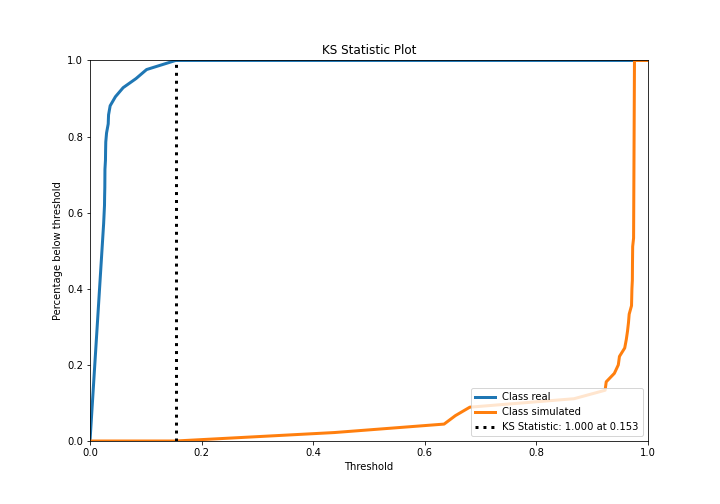 KS Statistic Plot
1.0
0.8
0.6
0.4
0.2
0.0
Percentage below threshold
0.0 0.2 0.4 0.6 0.8 1.0
Threshold
Class real
Class simulated
KS Statistic: 1.000 at 0.153